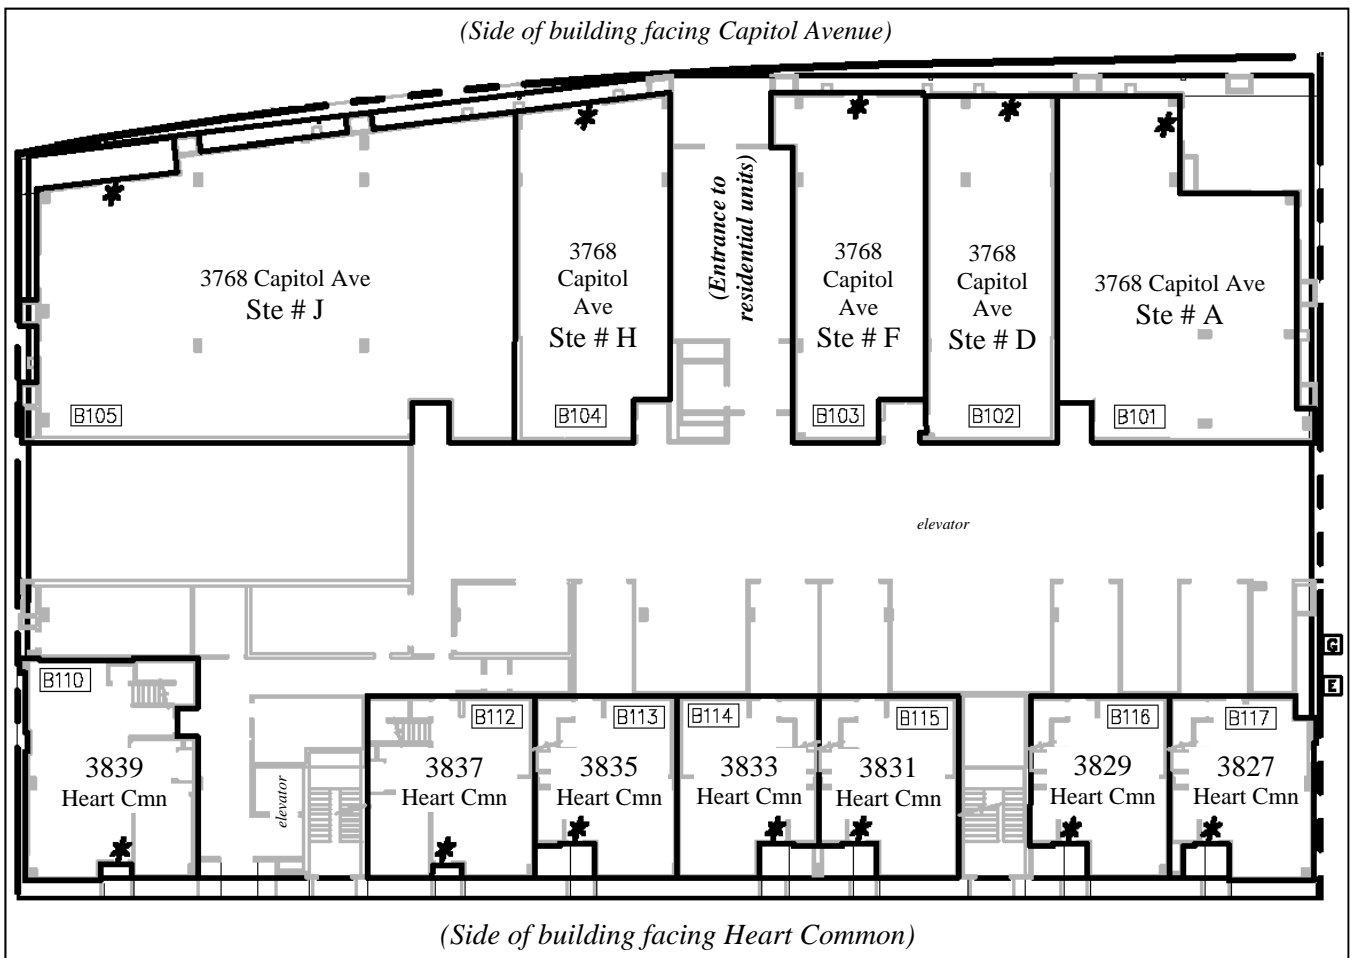 (Side of building facing Capitol Avenue)
3768 Capitol Ave
Ste # J
B105
3768
Capitol
Ave
Ste # H
B104
(Entrance to
residential units)
3768
Capitol
Ave
Ste # F
B103
3768
Capitol
Ave
Ste # D
B102
3768 Capitol Ave
Ste # A
B101
elevator
G
E
B110
3839
Heart Cmn
elevator
B112
3837
Heart Cmn
B113
3835
Heart Cmn
B114
3833
Heart Cmn
B115
3831
Heart Cmn
B116
3829
Heart Cmn
B117
3827
Heart Cmn
(Side of building facing Heart Common)